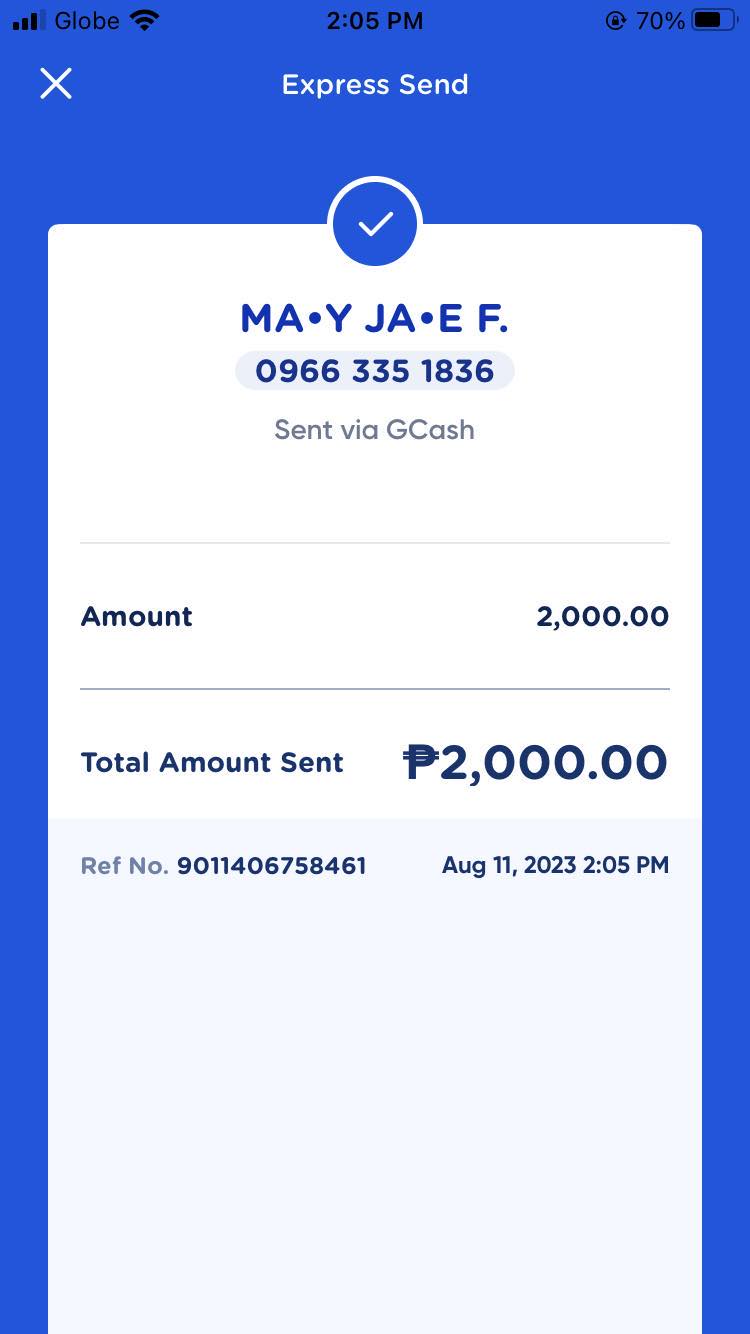 Globe 2:05 PM 70%
Express Send
MA•Y JA•E F.
0966 335 1836
Sent via GCash
Amount 2,000.00
Total Amount Sent ₱2,000.00
Ref No. 9011406758461 Aug 11, 2023 2:05 PM